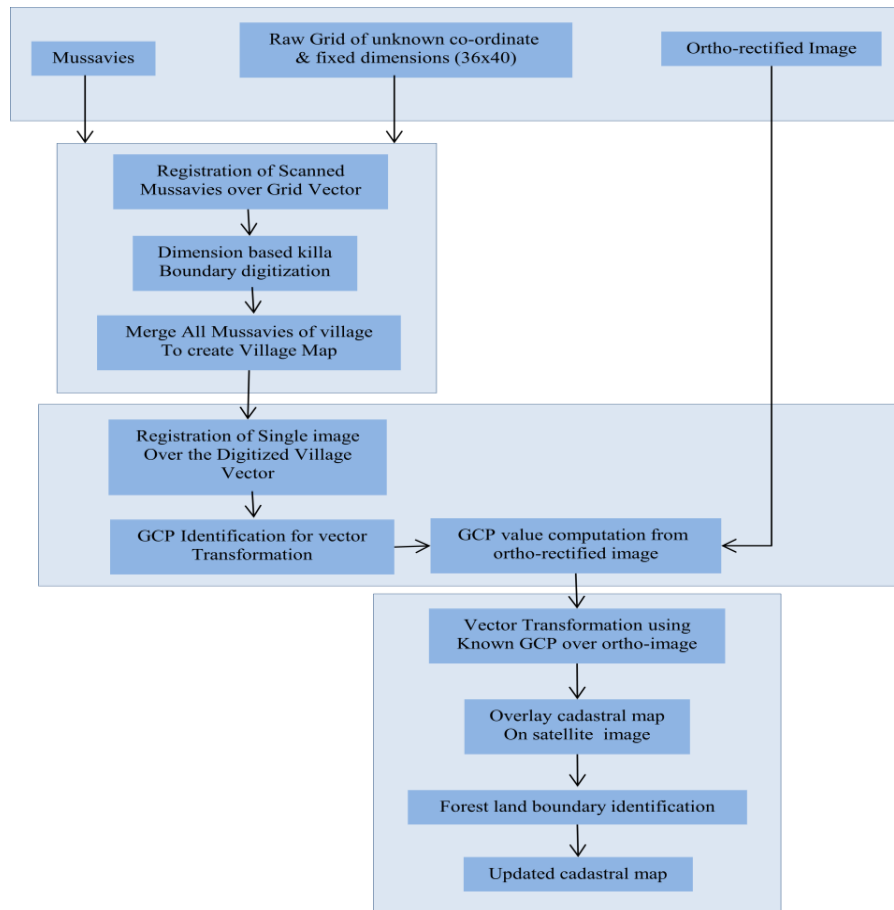 Mussavies
Raw Grid of unknown co-ordinate
& fixed dimensions (36x40)
Ortho-rectified Image
Registration of Scanned
Mussavies over Grid Vector
Dimension based killa
Boundary digitization
Merge All Mussavies of village
To create Village Map
Registration of Single image
Over the Digitized Village
Vector
GCP Identification for vector
Transformation
GCP value computation from
ortho-rectified image
Vector Transformation using
Known GCP over ortho-image
Overlay cadastral map
On satellite image
Forest land boundary identification
Updated cadastral map